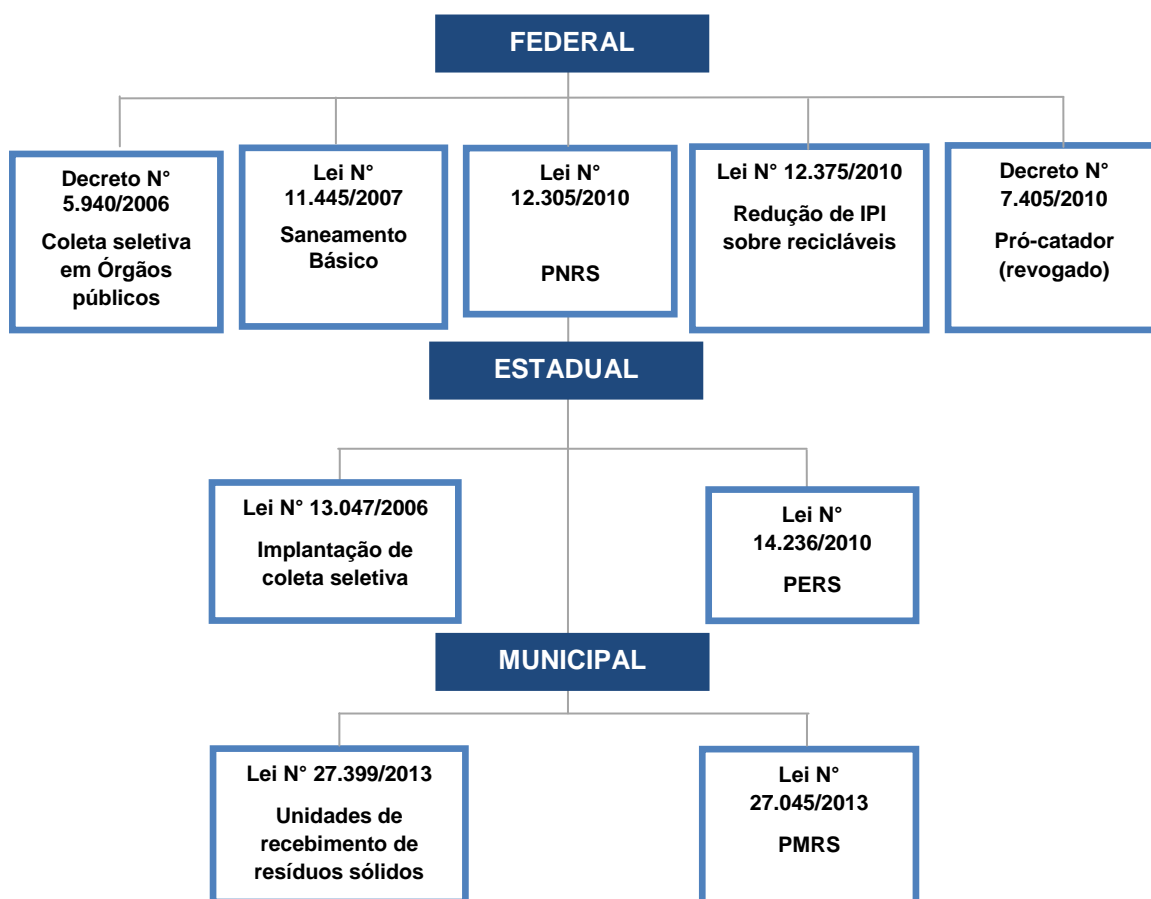 FEDERAL
Decreto N°
5.940/2006
Coleta seletiva
em Órgãos
públicos
Lei N°
11.445/2007
Saneamento
Básico
Lei N°
12.305/2010
PNRS
Lei N° 12.375/2010
Redução de IPI
sobre recicláveis
Decreto N°
7.405/2010
Pró-catador
(revogado)
ESTADUAL
Lei N° 13.047/2006
Implantação de
coleta seletiva
Lei N°
14.236/2010
PERS
MUNICIPAL
Lei N° 27.399/2013
Unidades de
recebimento de
resíduos sólidos
Lei N°
27.045/2013
PMRS